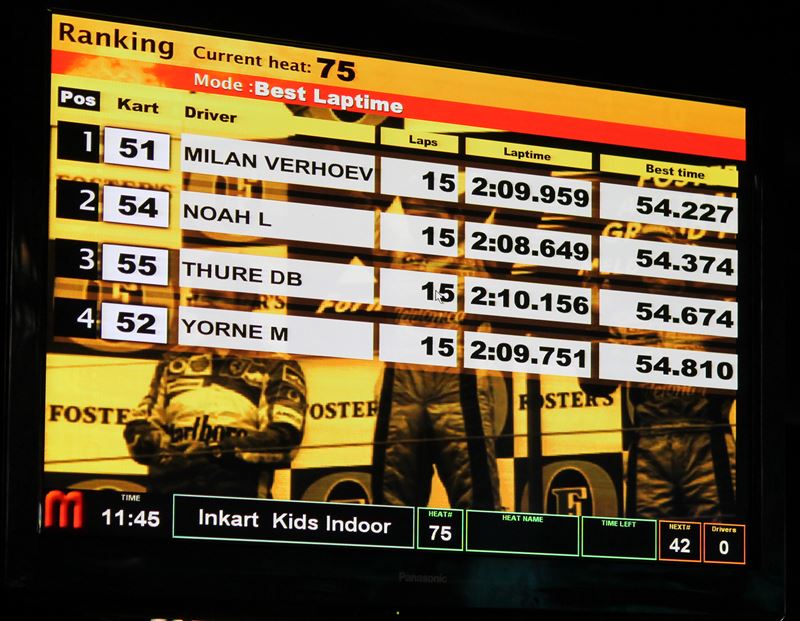 Ranking Current heat: 75
Mode : Best Laptime
Pos Kart Driver Laps Laptime Best time
1 51 MILAN VERHOEV 15 2:09.959 54.227
2 54 NOAH L 15 2:08.649 54.374
3 55 THURE DB 15 2:10.156 54.674
4 52 YORNE M 15 2:09.751 54.810
FOSTER'S
Marlboro
FOSTER
FOSTER'S
F
m TIME 11:45 Inkart Kids Indoor HEAT# 75 HEAT NAME TIME LEFT NEXT# 42 Drivers 0
Panasonic